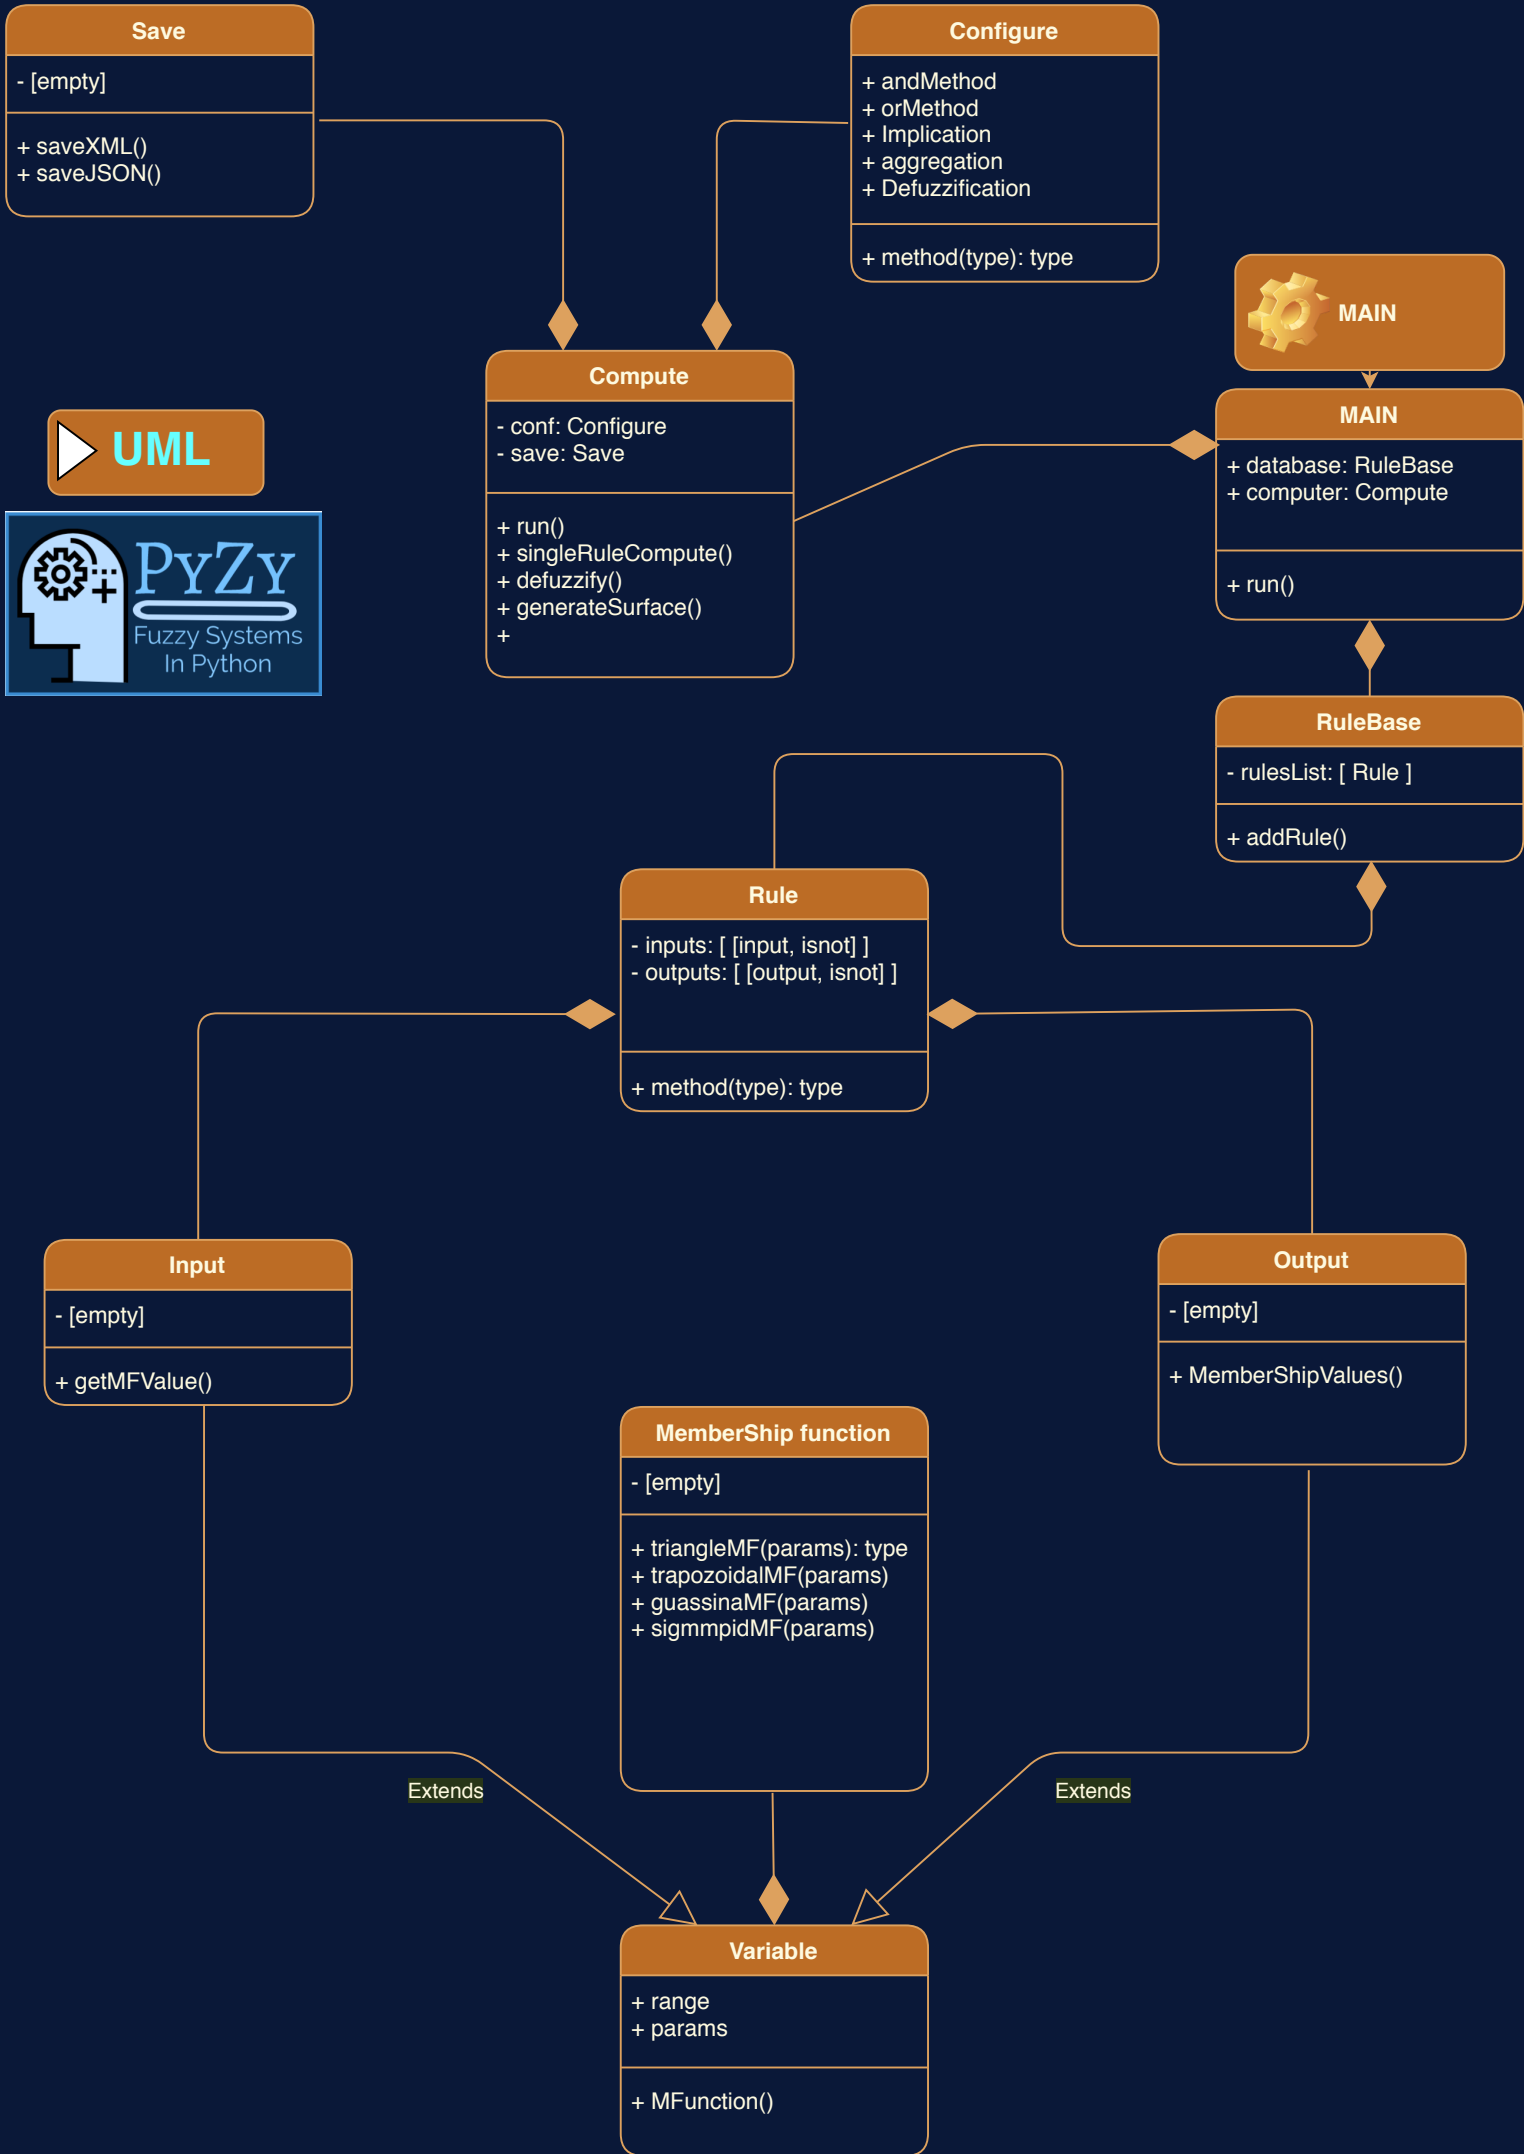 Save
- [empty]
+ saveXML()
+ saveJSON()
Configure
+ andMethod
+ orMethod
+ Implication
+ aggregation
+ Defuzzification
+ method(type): type
MAIN
Compute
- conf: Configure
- save: Save
+ run()
+ singleRuleCompute()
+ defuzzify()
+ generateSurface()
+
MAIN
+ database: RuleBase
+ computer: Compute
+ run()
UML
PYZY
Fuzzy Systems
In Python
RuleBase
- rulesList: [ Rule ]
+ addRule()
Rule
- inputs: [ [input, isnot] ]
- outputs: [ [output, isnot] ]
+ method(type): type
Input
- [empty]
+ getMFValue()
Output
- [empty]
+ MemberShipValues()
MemberShip function
- [empty]
+ triangleMF(params): type
+ trapozoidalMF(params)
+ guassinaMF(params)
+ sigmmpidMF(params)
Extends
Extends
Variable
+ range
+ params
+ MFunction()